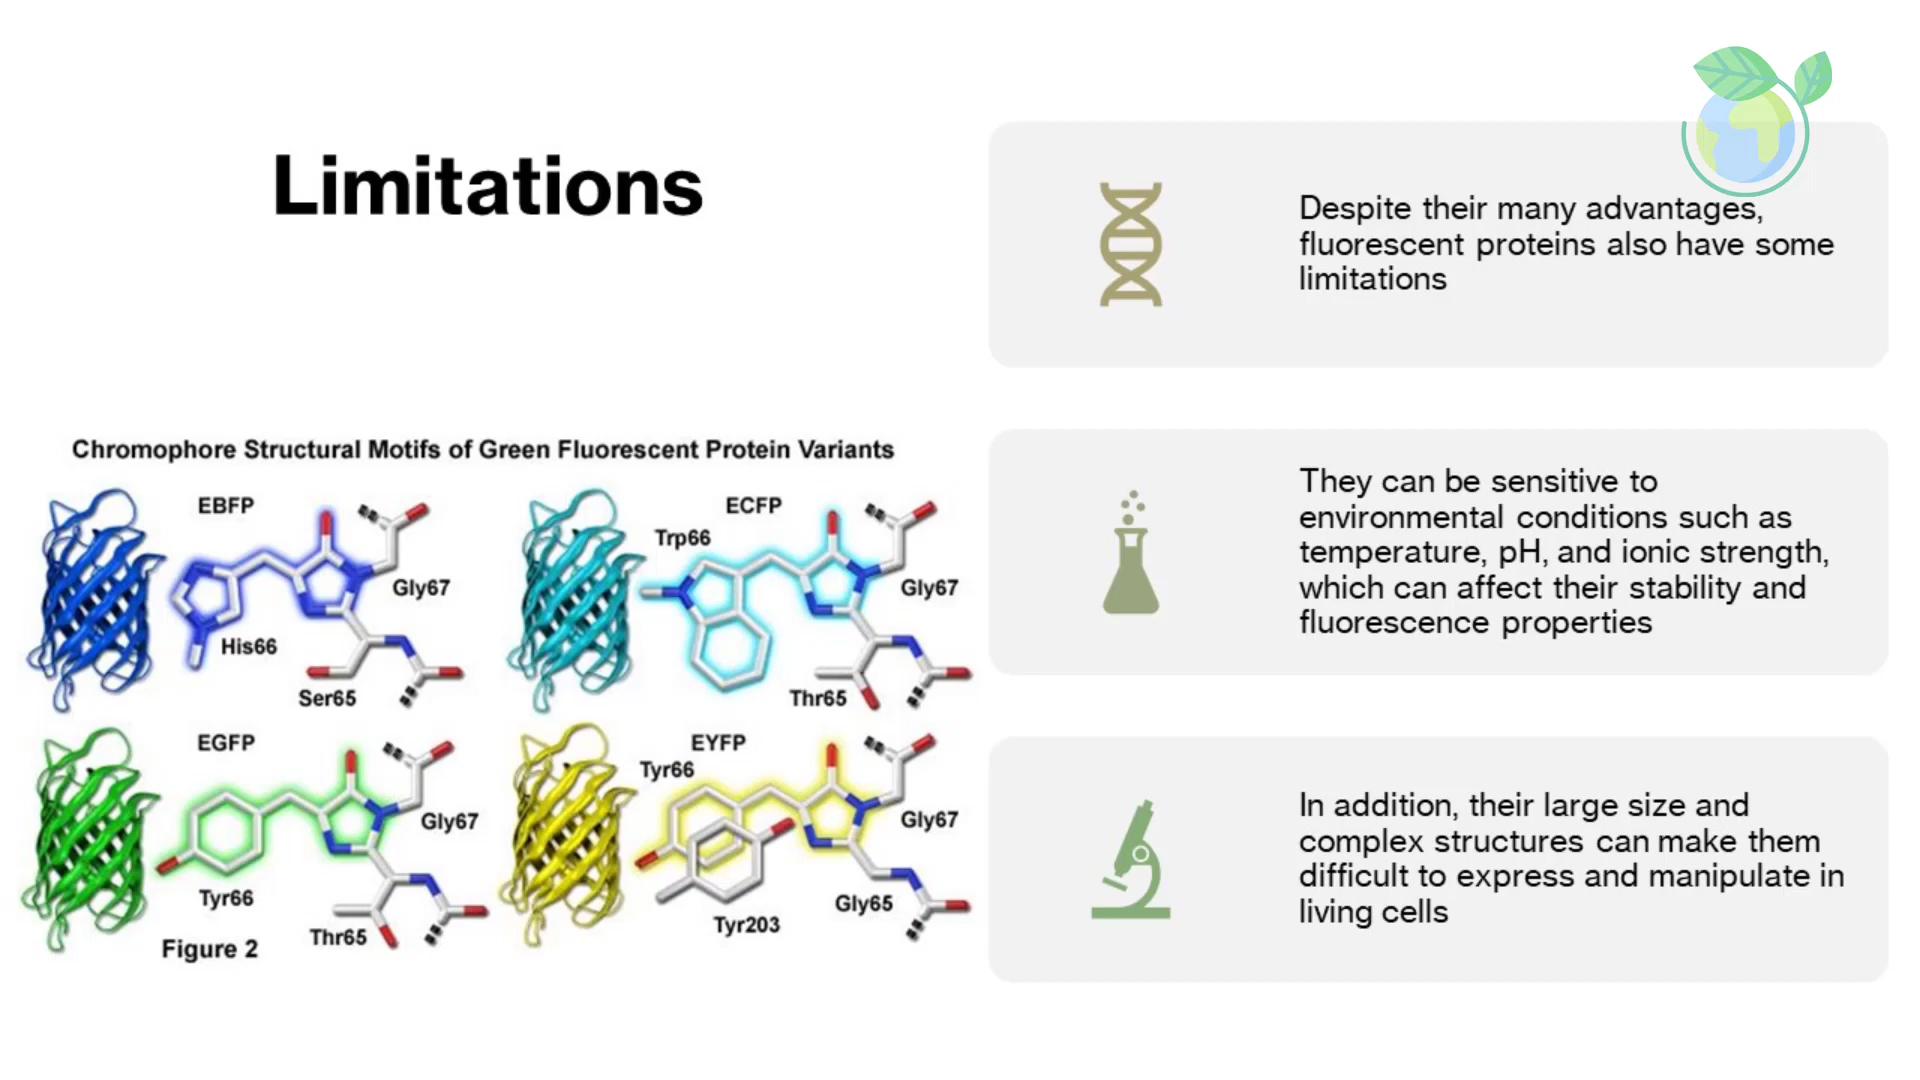 Limitations
Despite their many advantages,
fluorescent proteins also have some
limitations
They can be sensitive to
environmental conditions such as
temperature, pH, and ionic strength,
which can affect their stability and
fluorescence properties
In addition, their large size and
complex structures can make them
difficult to express and manipulate in
living cells
Chromophore Structural Motifs of Green Fluorescent Protein Variants
EBFP
Gly67
His66
Ser65
ECFP
Trp66
Gly67
Thr65
EGFP
Gly67
Tyr66
Thr65
Figure 2
EYFP
Tyr66
Gly67
Gly65
Tyr203